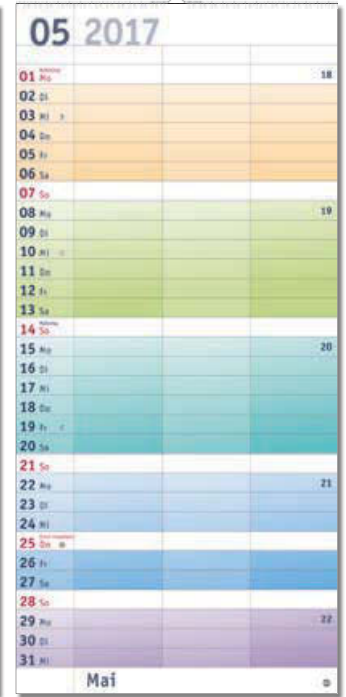 05 2017
01 Mo 18
02 Di
03 Mi
04 Do
05 Fr
06 Sa
07 So
08 Mo 19
09 Di
10 Mi
11 Do
12 Fr
13 Sa
14 So
15 Mo 20
16 Di
17 Mi
18 Do
19 Fr
20 Sa
21 So
22 Mo 21
23 Di
24 Mi
25 Do
26 Fr
27 Sa
28 So
29 Mo 22
30 Di
31 Mi
Mai